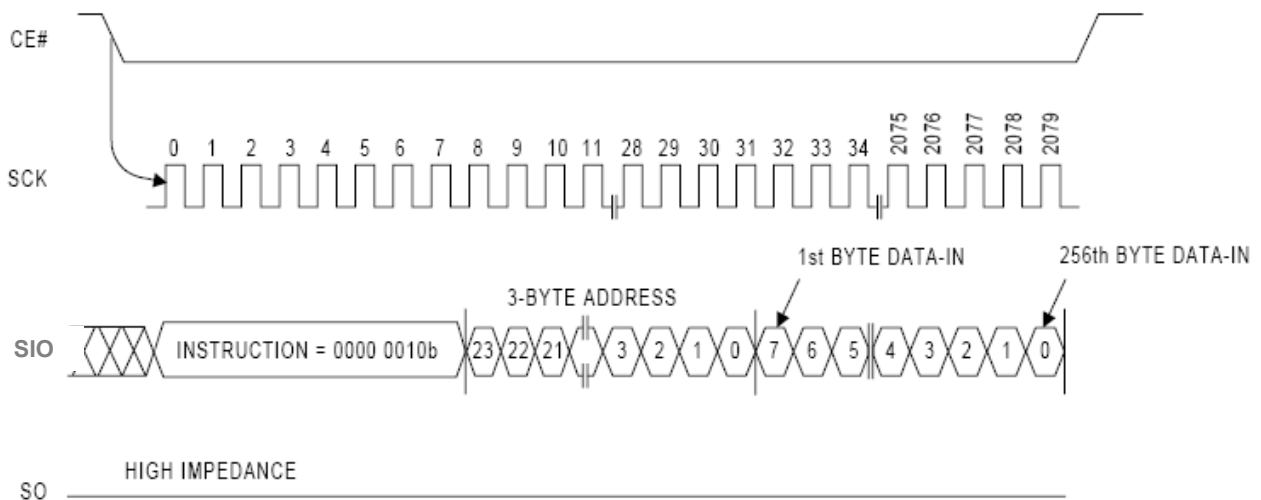 CE#
0 1 2 3 4 5 6 7 8 9 10 11 28 29 30 31 32 33 34 2075 2076 2077 2078 2079
SCK
1st BYTE DATA-IN 256th BYTE DATA-IN
3-BYTE ADDRESS
SIO INSTRUCTION = 0000 0010b 23 22 21 3 2 1 0 7 6 5 4 3 2 1 0
HIGH IMPEDANCE
SO